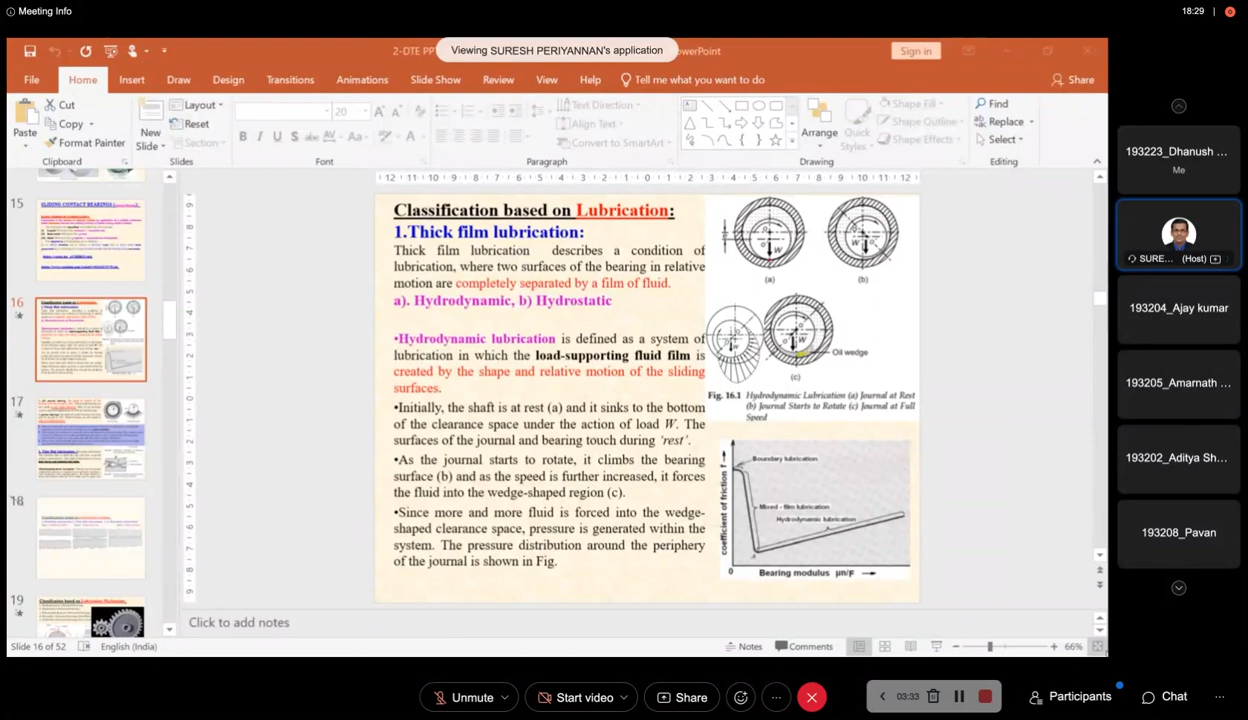 Meeting Info
18:29
Viewing SURESH PERIYANNAN's application
2-DTE PP
werPoint
Sign in
File Home Insert Draw Design Transitions Animations Slide Show Review View Help Tell me what you want to do Share
Cut
Copy
Format Painter
Paste
Clipboard
New Slide
Layout
Reset
Section
Slides
20
Font
Paragraph
Text Direction
Align Text
Convert to SmartArt
Arrange
Quick Styles
Shape Fill
Shape Outline
Shape Effects
Drawing
Find
Replace
Select
Editing
15
16
17
18
19
Classification based on Lubrication:
1.Thick film lubrication:
Thick film lubrication describes a condition of
lubrication, where two surfaces of the bearing in relative
motion are completely separated by a film of fluid.
a). Hydrodynamic, b) Hydrostatic
•Hydrodynamic lubrication is defined as a system of
lubrication in which the load-supporting fluid film is
created by the shape and relative motion of the sliding
surfaces.
•Initially, the shaft is at rest (a) and it sinks to the bottom
of the clearance space under the action of load W. The
surfaces of the journal and bearing touch during 'rest'.
•As the journal starts to rotate, it climbs the bearing
surface (b) and as the speed is further increased, it forces
the fluid into the wedge-shaped region (c).
•Since more and more fluid is forced into the wedge-
shaped clearance space, pressure is generated within the
system. The pressure distribution around the periphery
of the journal is shown in Fig.
(a)
(b)
Oil wedge
(c)
Fig. 16.1 Hydrodynamic Lubrication (a) Journal at Rest
(b) Journal Starts to Rotate (c) Journal at Full
Speed
coefficient of friction f
Boundary lubrication
Mixed - film lubrication
Hydrodynamic lubrication
0
Bearing modulus µn/F
Click to add notes
Slide 16 of 52
English (India)
Notes
Comments
66%
193223_Dhanush ...
Me
SURE... (Host)
193204_Ajay kumar
193205_Amarnath ...
193202_Aditya Sh...
193208_Pavan
Unmute
Start video
Share
03:33
Participants
Chat